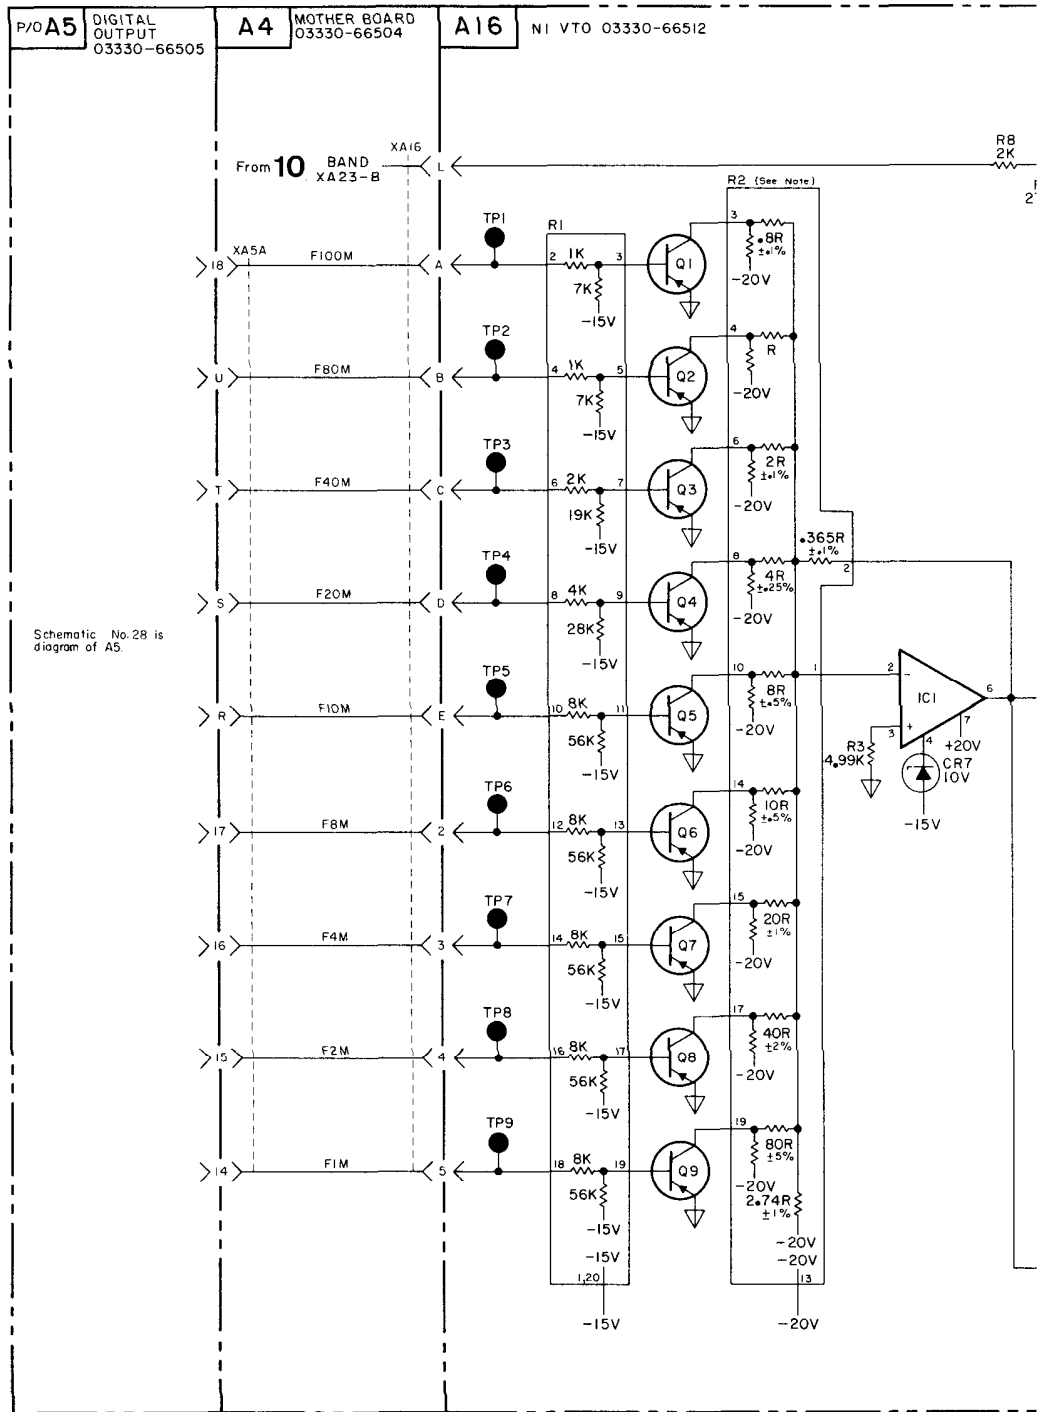 P/O A5 DIGITAL OUTPUT 03330-66505
A4 MOTHER BOARD 03330-66504
A16 N1 VTO 03330-66512
XA16
From 10 BAND XA23-B
L
R8
2K
R2 (See Note)
TP1
R1
XA5A
18 F100M A
2 1K 3
7K
-15V
Q1
3
.8R
±.1%
-20V
TP2
U F80M B
4 1K 5
7K
-15V
Q2
4
R
-20V
TP3
T F40M C
6 2K 7
19K
-15V
Q3
6
2R
±.1%
-20V
.365R
±.1%
2
TP4
S F20M D
8 4K 9
28K
-15V
Q4
8
4R
±.25%
-20V
Schematic No. 28 is
diagram of A5.
TP5
R F10M E
10 8K 11
56K
-15V
Q5
10
8R
±.5%
-20V
1
2 - IC1 6
3 + 4 7
+20V
R3
4.99K
CR7
10V
-15V
TP6
17 F8M 2
12 8K 13
56K
-15V
Q6
14
10R
±.5%
-20V
TP7
16 F4M 3
14 8K 15
56K
-15V
Q7
15
20R
±1%
-20V
TP8
15 F2M 4
16 8K 17
56K
-15V
Q8
17
40R
±2%
-20V
TP9
14 F1M 5
18 8K 19
56K
-15V
Q9
19
80R
±5%
-20V
2.74R
±1%
-20V
-15V
-20V
1,20
13
-15V
-20V